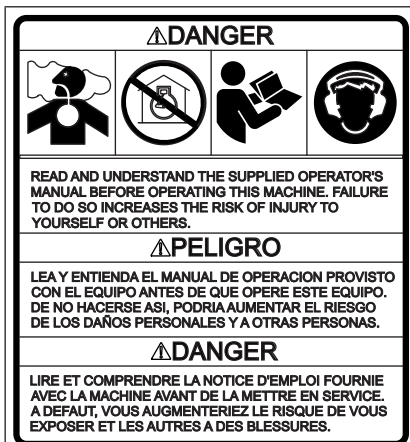 ⚠DANGER
READ AND UNDERSTAND THE SUPPLIED OPERATOR'S
MANUAL BEFORE OPERATING THIS MACHINE. FAILURE
TO DO SO INCREASES THE RISK OF INJURY TO
YOURSELF OR OTHERS.
⚠PELIGRO
LEA Y ENTIENDA EL MANUAL DE OPERACION PROVISTO
CON EL EQUIPO ANTES DE QUE OPERE ESTE EQUIPO.
DE NO HACERSE ASI, PODRIA AUMENTAR EL RIESGO
DE LOS DAÑOS PERSONALES Y A OTRAS PERSONAS.
⚠DANGER
LIRE ET COMPRENDRE LA NOTICE D'EMPLOI FOURNIE
AVEC LA MACHINE AVANT DE LA METTRE EN SERVICE.
A DEFAUT, VOUS AUGMENTERIEZ LE RISQUE DE VOUS
EXPOSER ET LES AUTRES A DES BLESSURES.